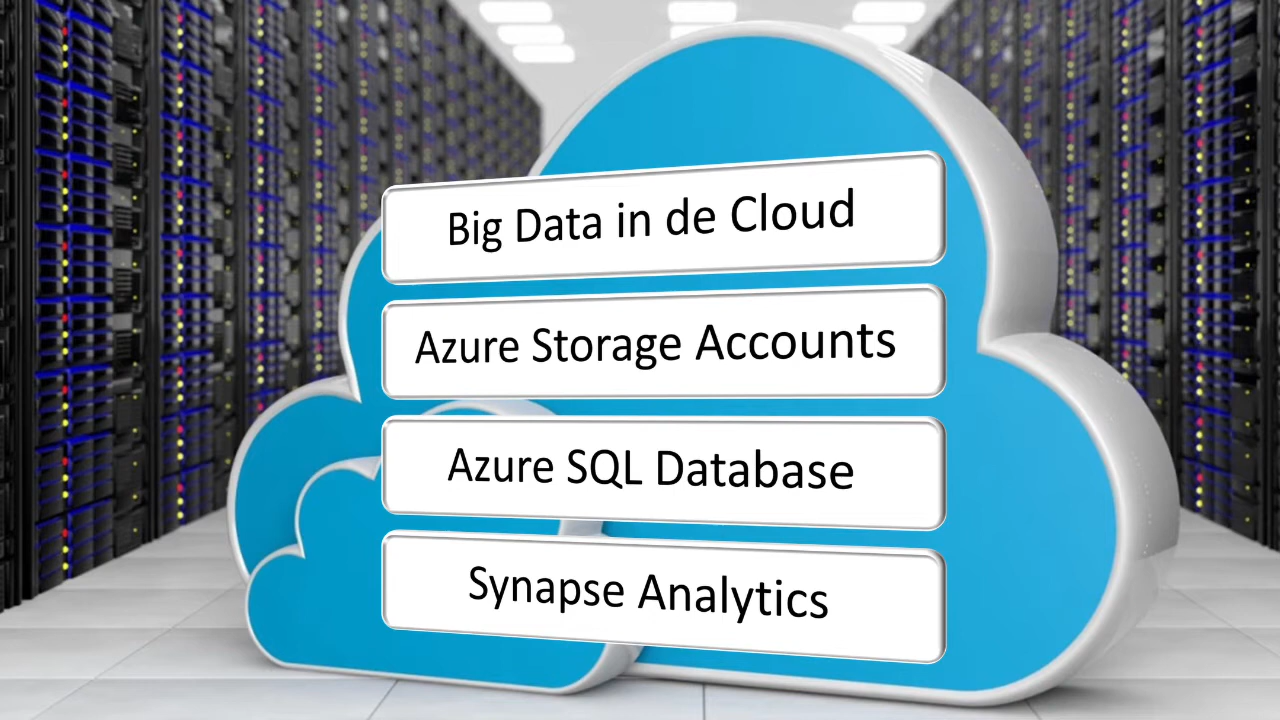 Big Data in de Cloud
Azure Storage Accounts
Azure SQL Database
Synapse Analytics